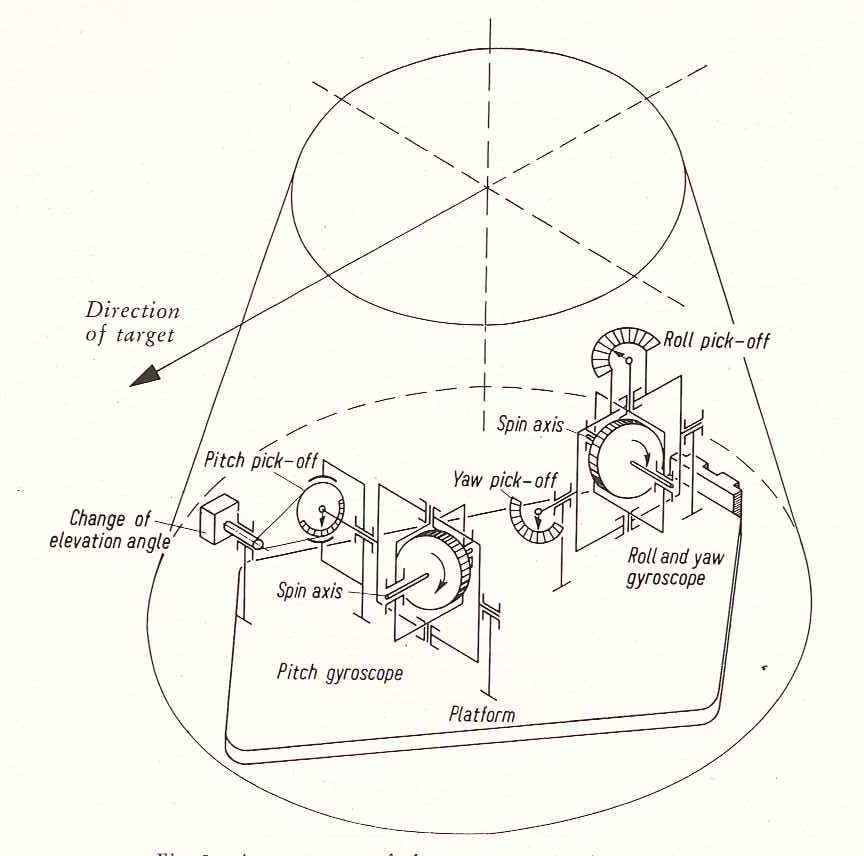 Direction
of target
Roll pick-off
Spin axis
Pitch pick-off
Yaw pick-off
Change of
elevation angle
Roll and yaw
gyroscope
Spin axis
Pitch gyroscope
Platform